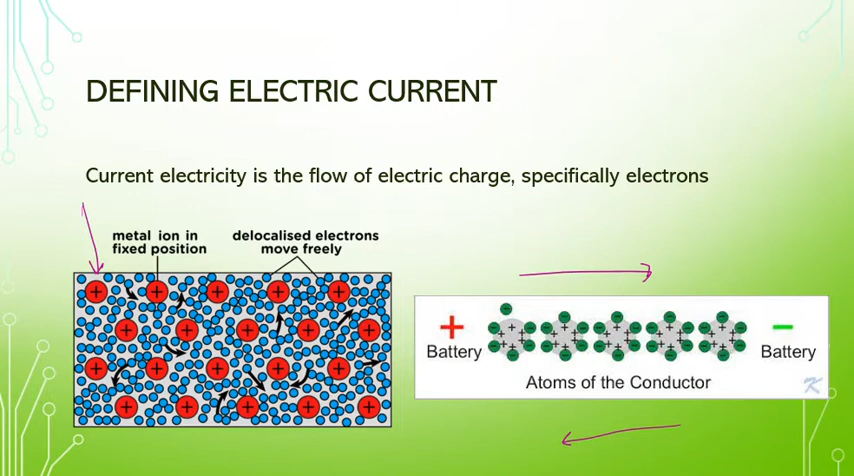 DEFINING ELECTRIC CURRENT
Current electricity is the flow of electric charge, specifically electrons
metal ion in
fixed position
delocalised electrons
move freely
+ Battery
− Battery
Atoms of the Conductor
K